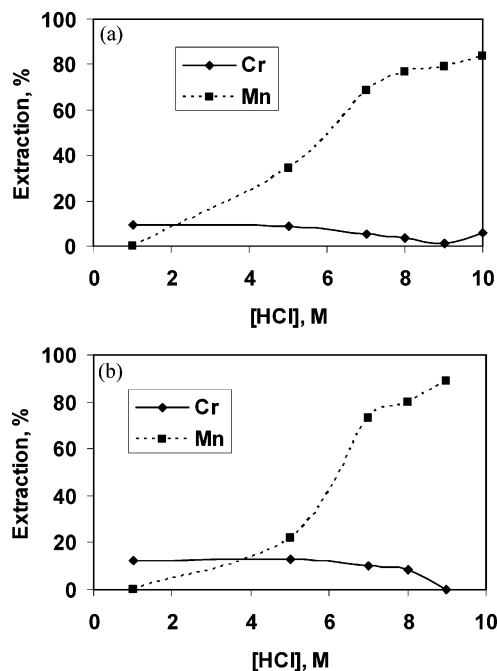 (a)
Cr
Mn
Extraction, %
100
80
60
40
20
0
0 2 4 6 8 10
[HCl], M
(b)
Cr
Mn
Extraction, %
100
80
60
40
20
0
0 2 4 6 8 10
[HCl], M